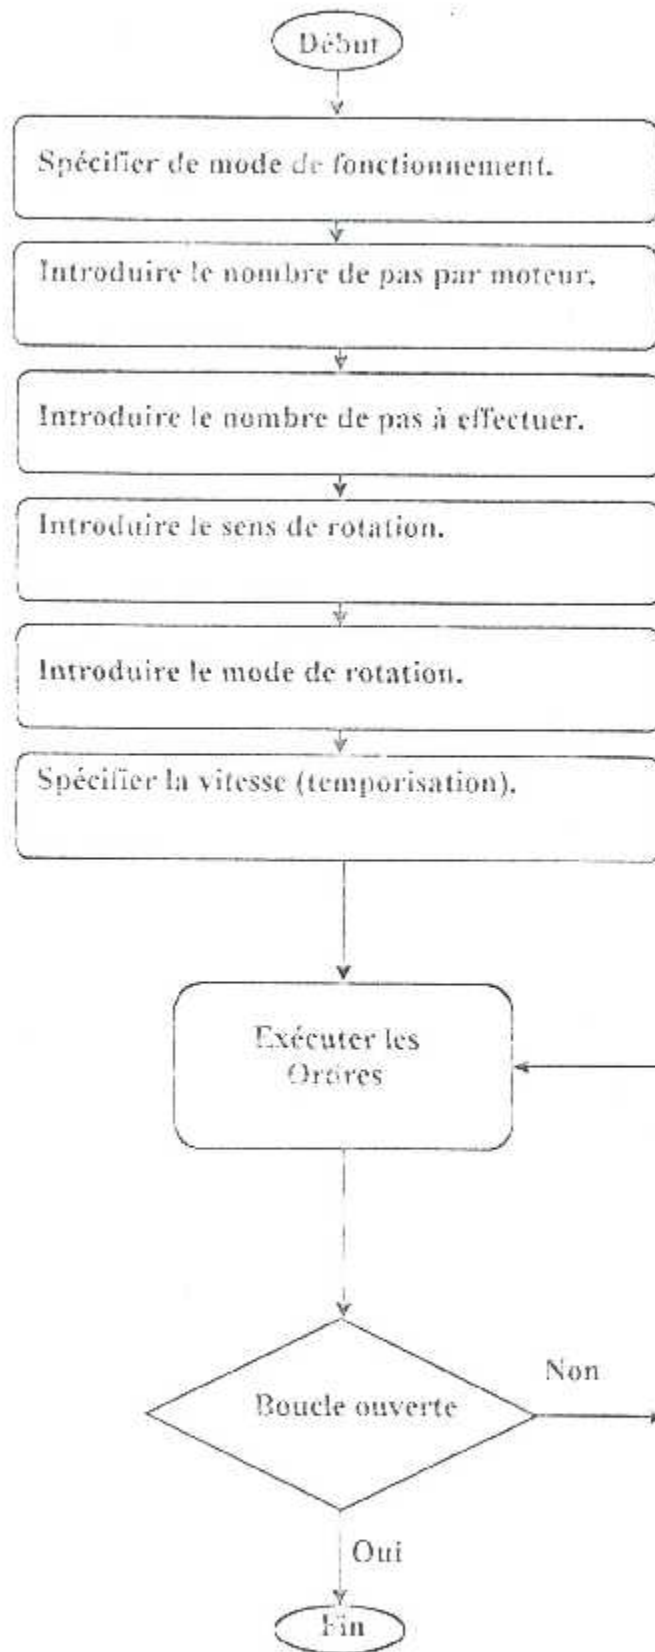 Début
Spécifier de mode de fonctionnement.
Introduire le nombre de pas par moteur.
Introduire le nombre de pas à effectuer.
Introduire le sens de rotation.
Introduire le mode de rotation.
Spécifier la vitesse (temporisation).
Exécuter les
Ordres
Boucle ouverte
Non
Oui
Fin